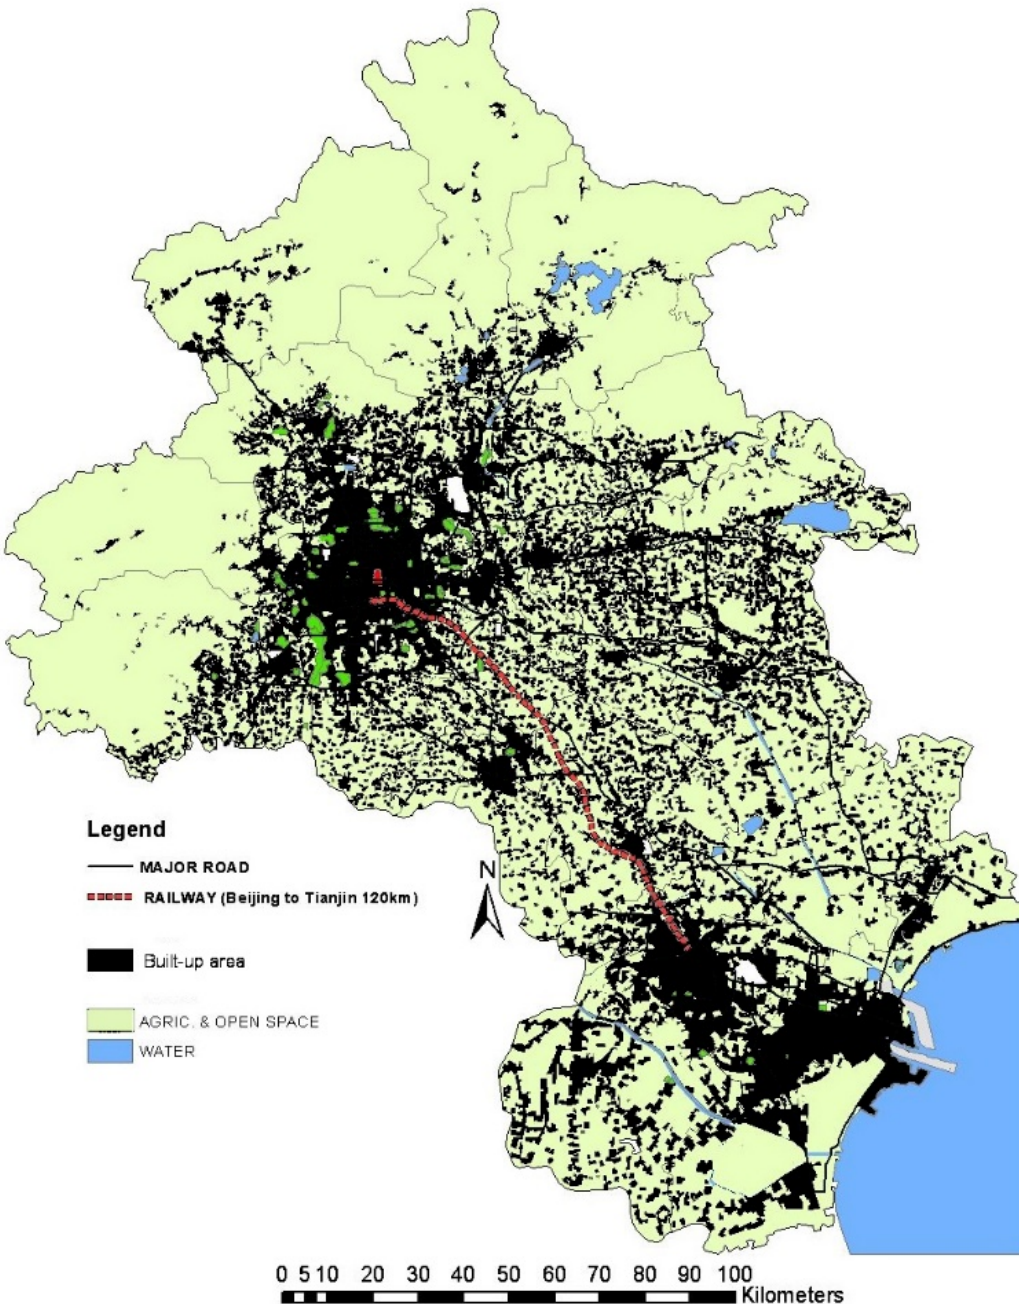 Legend
MAJOR ROAD
RAILWAY (Beijing to Tianjin 120km)
N
Built-up area
AGRIC. & OPEN SPACE
WATER
0 5 10 20 30 40 50 60 70 80 90 100
Kilometers